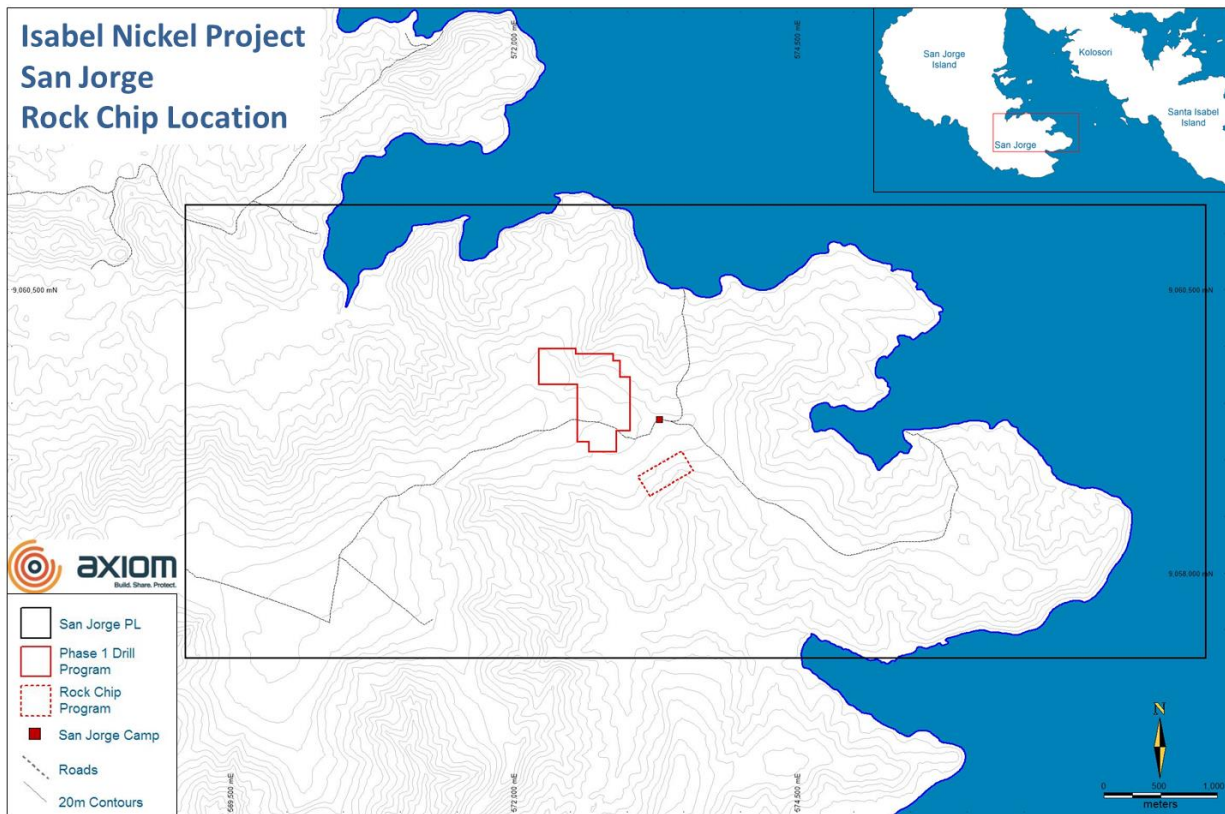 Isabel Nickel Project
San Jorge
Rock Chip Location
572,000 mE
574,500 mE
San Jorge
Island
Kolosori
Santa Isabel
Island
San Jorge
9,060,500 mN
9,060,500 mN
axiom
Build. Share. Protect.
9,058,000 mN
San Jorge PL
Phase 1 Drill
Program
Rock Chip
Program
San Jorge Camp
Roads
20m Contours
569,500 mE
572,000 mE
574,500 mE
N
0 500 1,000
meters